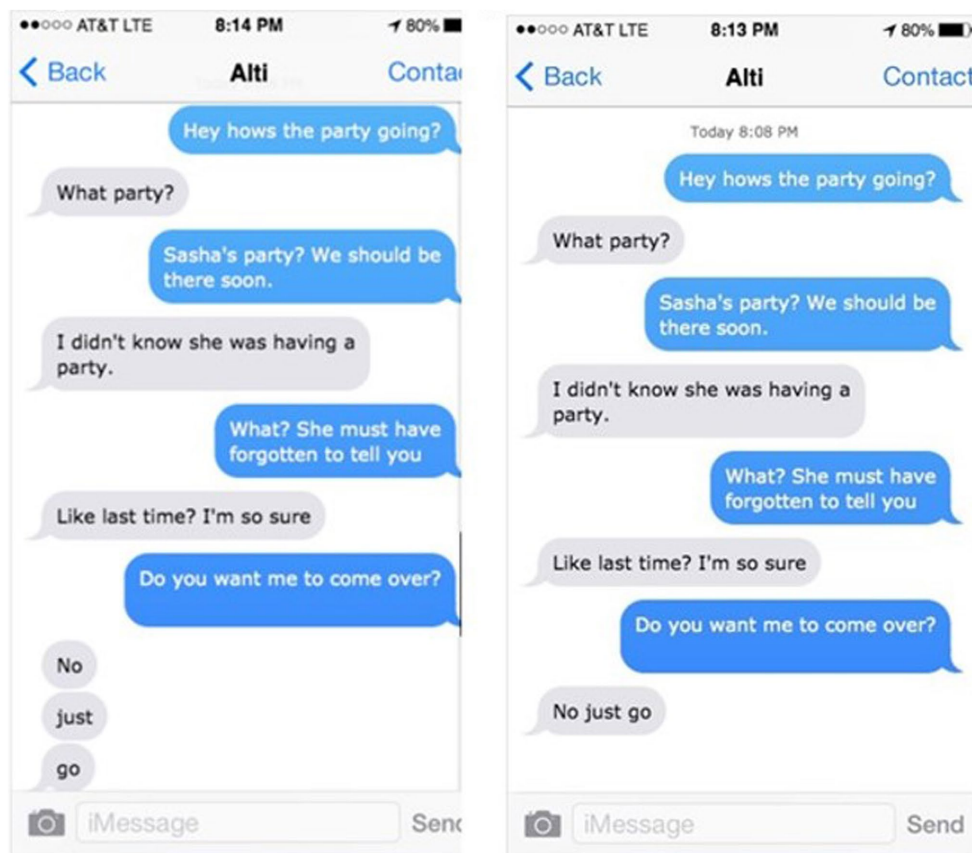 AT&T LTE 8:14 PM 80%
Back Alti Contac
Hey hows the party going?
What party?
Sasha's party? We should be
there soon.
I didn't know she was having a
party.
What? She must have
forgotten to tell you
Like last time? I'm so sure
Do you want me to come over?
No
just
go
iMessage Send
AT&T LTE 8:13 PM 80%
Back Alti Contact
Today 8:08 PM
Hey hows the party going?
What party?
Sasha's party? We should be
there soon.
I didn't know she was having a
party.
What? She must have
forgotten to tell you
Like last time? I'm so sure
Do you want me to come over?
No just go
iMessage Send